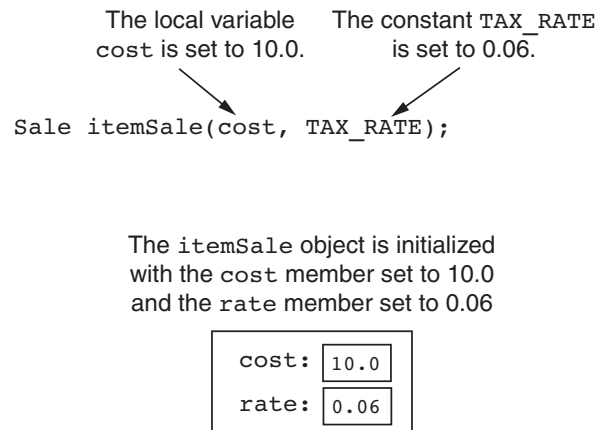 The local variable
cost is set to 10.0.
The constant TAX_RATE
is set to 0.06.
Sale itemSale(cost, TAX_RATE);
The itemSale object is initialized
with the cost member set to 10.0
and the rate member set to 0.06
cost: 10.0
rate: 0.06